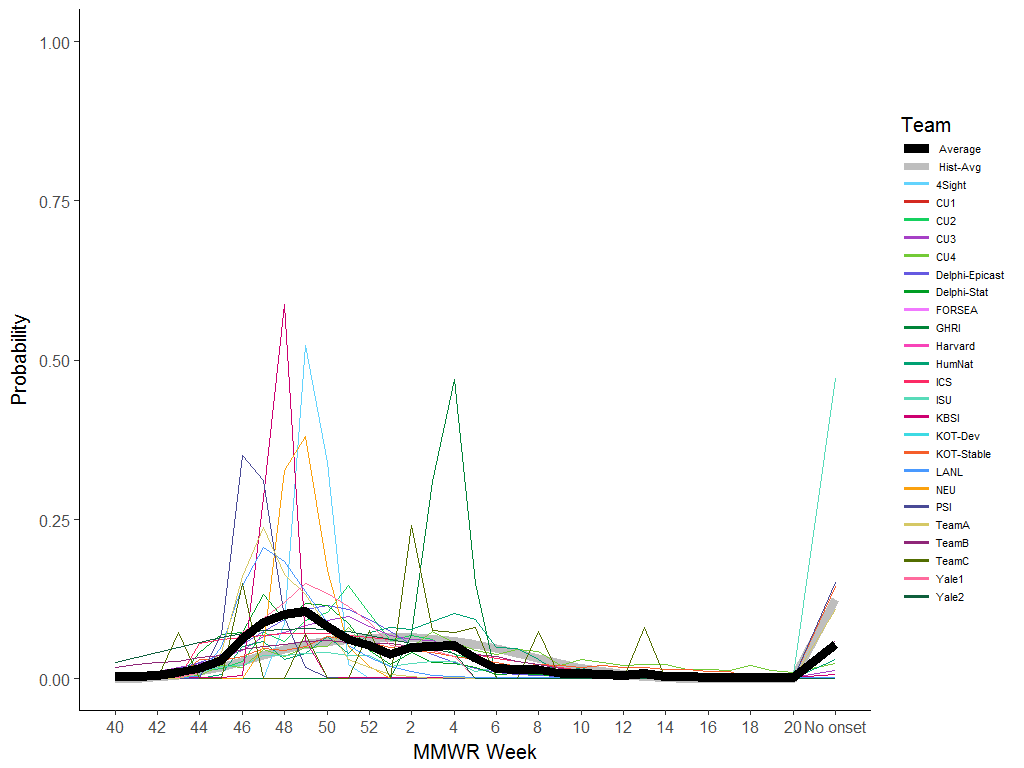 1.00
0.75
0.50
0.25
0.00
Probability
40 42 44 46 48 50 52 2 4 6 8 10 12 14 16 18 20 No onset
MMWR Week
Team
Average
Hist-Avg
4Sight
CU1
CU2
CU3
CU4
Delphi-Epicast
Delphi-Stat
FORSEA
GHRI
Harvard
HumNat
ICS
ISU
KBSI
KOT-Dev
KOT-Stable
LANL
NEU
PSI
TeamA
TeamB
TeamC
Yale1
Yale2